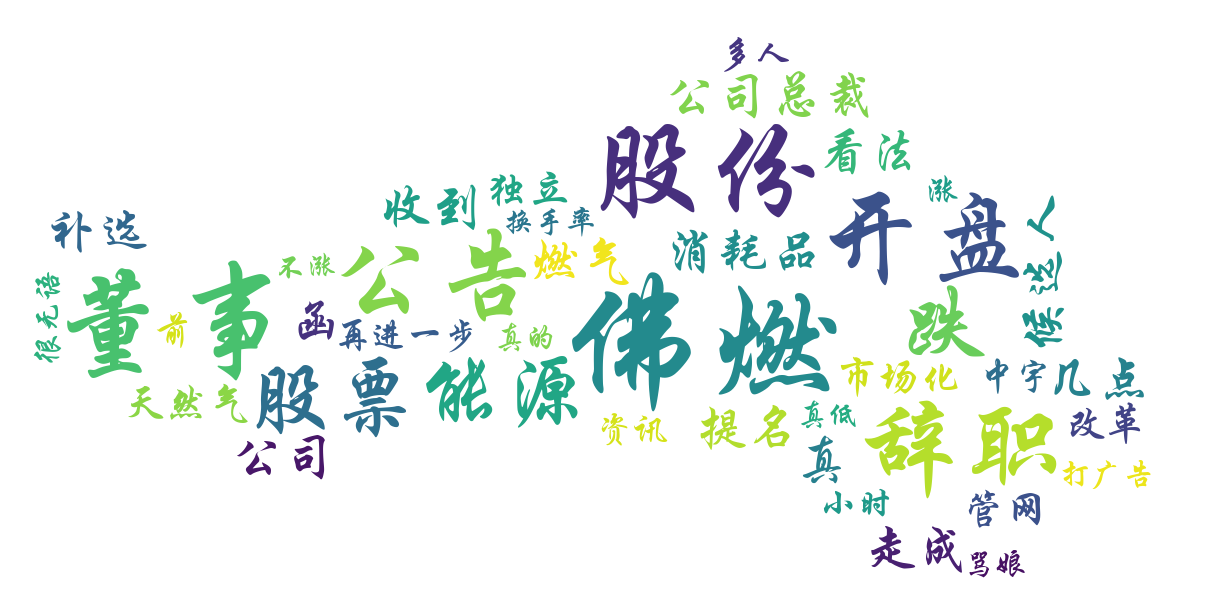 多人
公司总裁
股份
看法
涨
独立
收到
换手率
补选
开盘
候选人
消耗品
公告
燃气
不涨
董事
很无语
前
函
再进一步
真的
佛燃
跌
股票
能源
天然气
市场化
中宇
几点
公司
资讯
提名
真低
辞职
改革
真
打广告
小时
管网
走成
骂娘